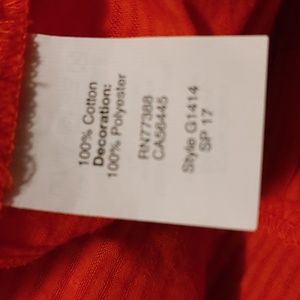 100% Cotton
Decoration:
100% Polyester
RN77388
CA56445
Style G1414
SP 17